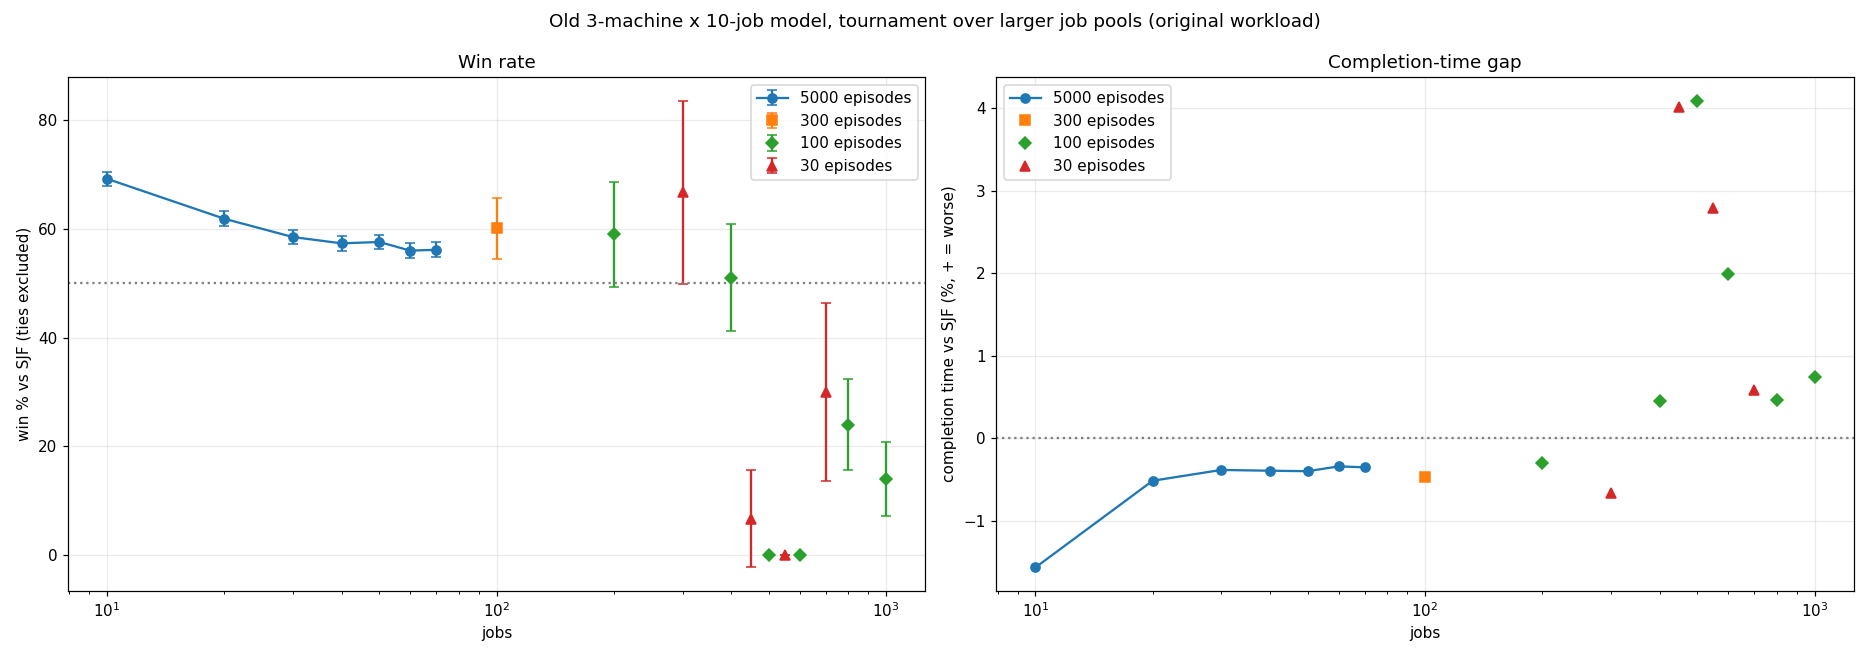 Old 3-machine x 10-job model, tournament over larger job pools (original workload)
Win rate
win % vs SJF (ties excluded)
80
60
40
20
0
5000 episodes
300 episodes
100 episodes
30 episodes
10¹
10²
10³
jobs
Completion-time gap
completion time vs SJF (%, + = worse)
4
3
2
1
0
−1
5000 episodes
300 episodes
100 episodes
30 episodes
10¹
10²
10³
jobs